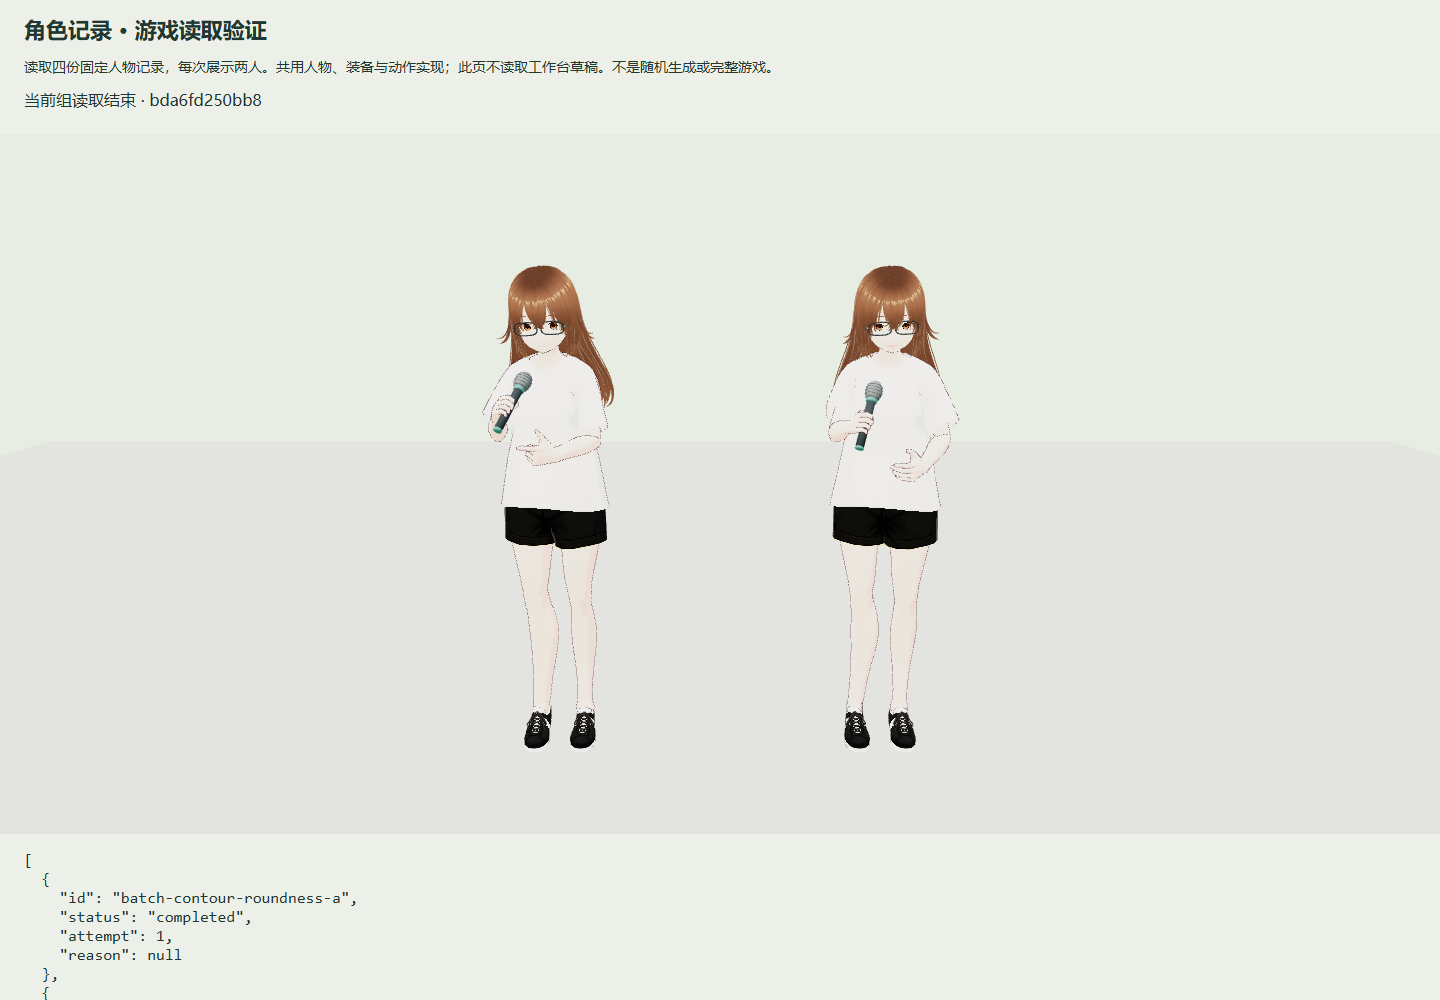 角色记录 • 游戏读取验证
读取四份固定人物记录，每次展示两人。共用人物、装备与动作实现；此页不读取工作台草稿。不是随机生成或完整游戏。
当前组读取结束 · bda6fd250bb8
[
  {
    "id": "batch-contour-roundness-a",
    "status": "completed",
    "attempt": 1,
    "reason": null
  },
  {